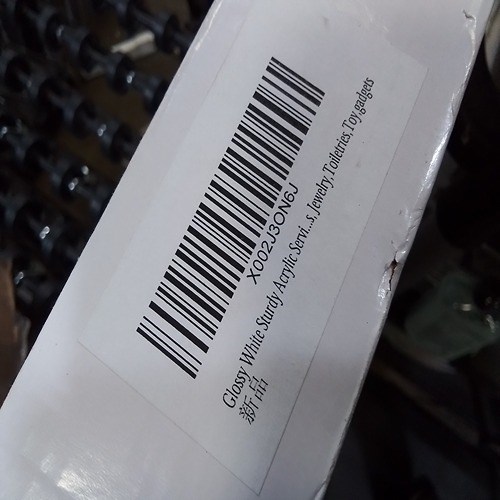 X002J3ON6J
Glossy White Sturdy Acrylic Servi...s, Jewelry,Toiletries,Toy,gadgets
新品